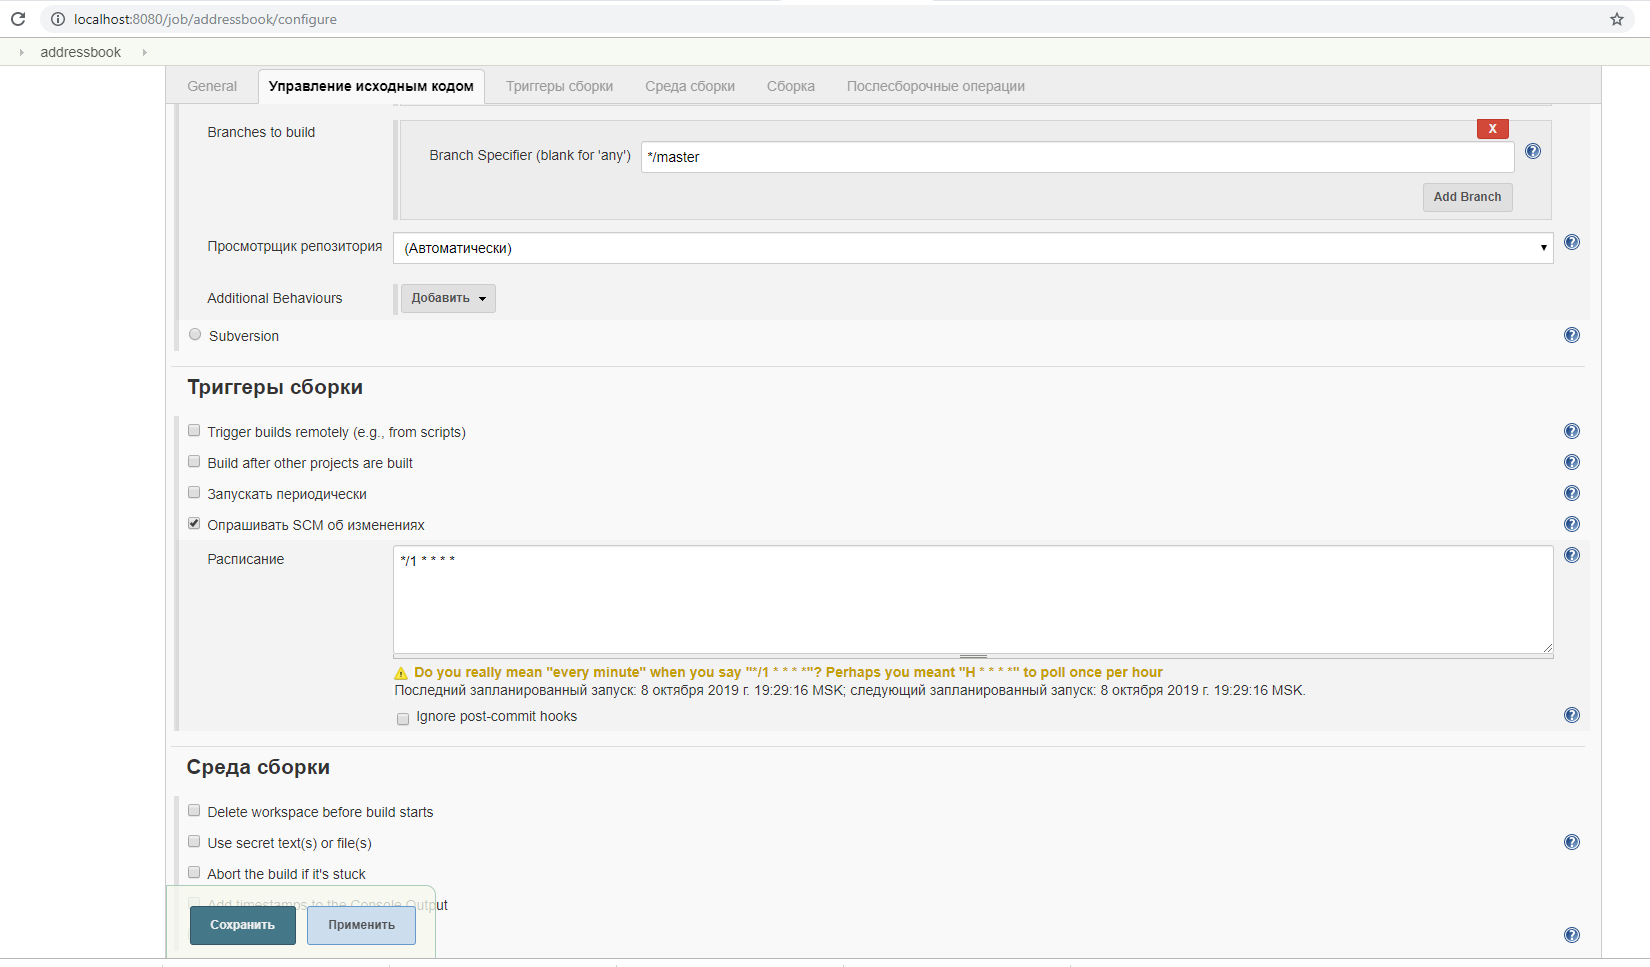 localhost:8080/job/addressbook/configure
addressbook
General Управление исходным кодом Триггеры сборки Среда сборки Сборка Послесборочные операции
Branches to build
X
Branch Specifier (blank for 'any') */master
Add Branch
Просмотрщик репозитория (Автоматически)
Additional Behaviours Добавить
Subversion
Триггеры сборки
Trigger builds remotely (e.g., from scripts)
Build after other projects are built
Запускать периодически
Опрашивать SCM об изменениях
Расписание */1 * * * *
Do you really mean "every minute" when you say "*/1 * * * *"? Perhaps you meant "H * * * *" to poll once per hour
Последний запланированный запуск: 8 октября 2019 г. 19:29:16 MSK; следующий запланированный запуск: 8 октября 2019 г. 19:29:16 MSK.
Ignore post-commit hooks
Среда сборки
Delete workspace before build starts
Use secret text(s) or file(s)
Abort the build if it's stuck
Add timestamps to the Console Output
Сохранить Применить